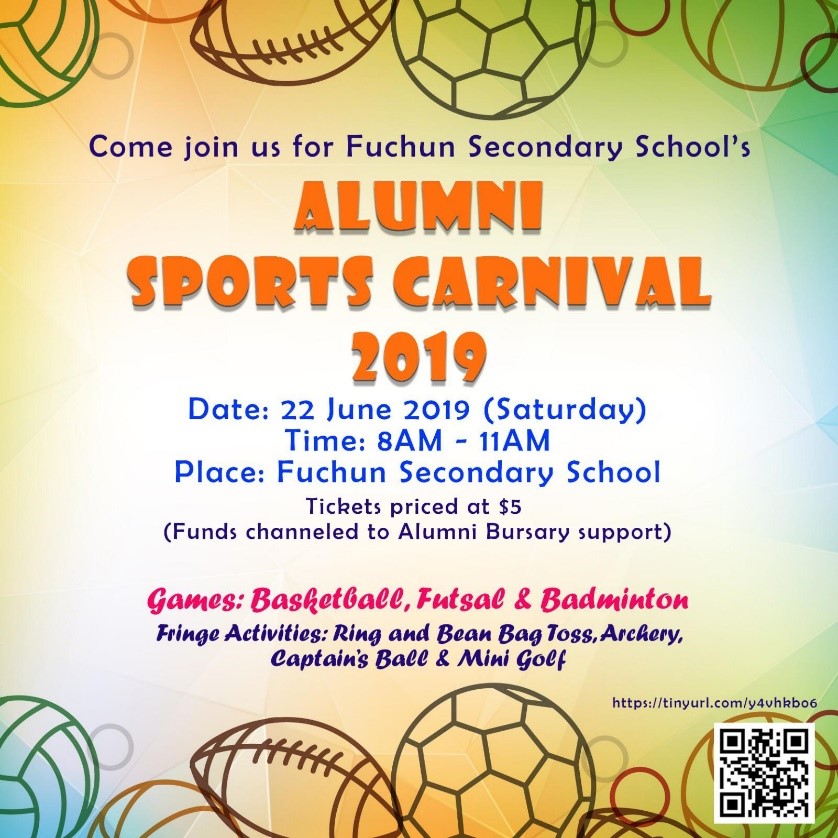 Come join us for Fuchun Secondary School's
ALUMNI
SPORTS CARNIVAL
2019
Date: 22 June 2019 (Saturday)
Time: 8AM - 11AM
Place: Fuchun Secondary School
Tickets priced at $5
(Funds channeled to Alumni Bursary support)
Games: Basketball, Futsal & Badminton
Fringe Activities: Ring and Bean Bag Toss, Archery,
Captain's Ball & Mini Golf
https://tinyurl.com/y4vhkbo6